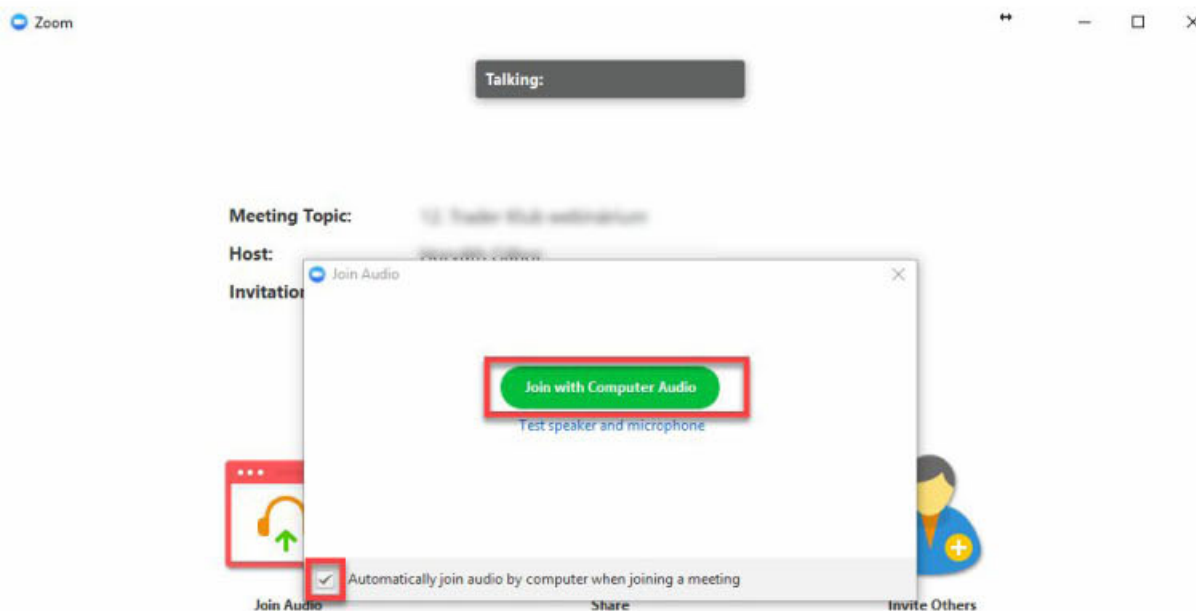 Zoom
Talking:
Meeting Topic:
Host:
Join Audio
Invitation
Join with Computer Audio
Test speaker and microphone
Automatically join audio by computer when joining a meeting
Join Audio
Share
Invite Others